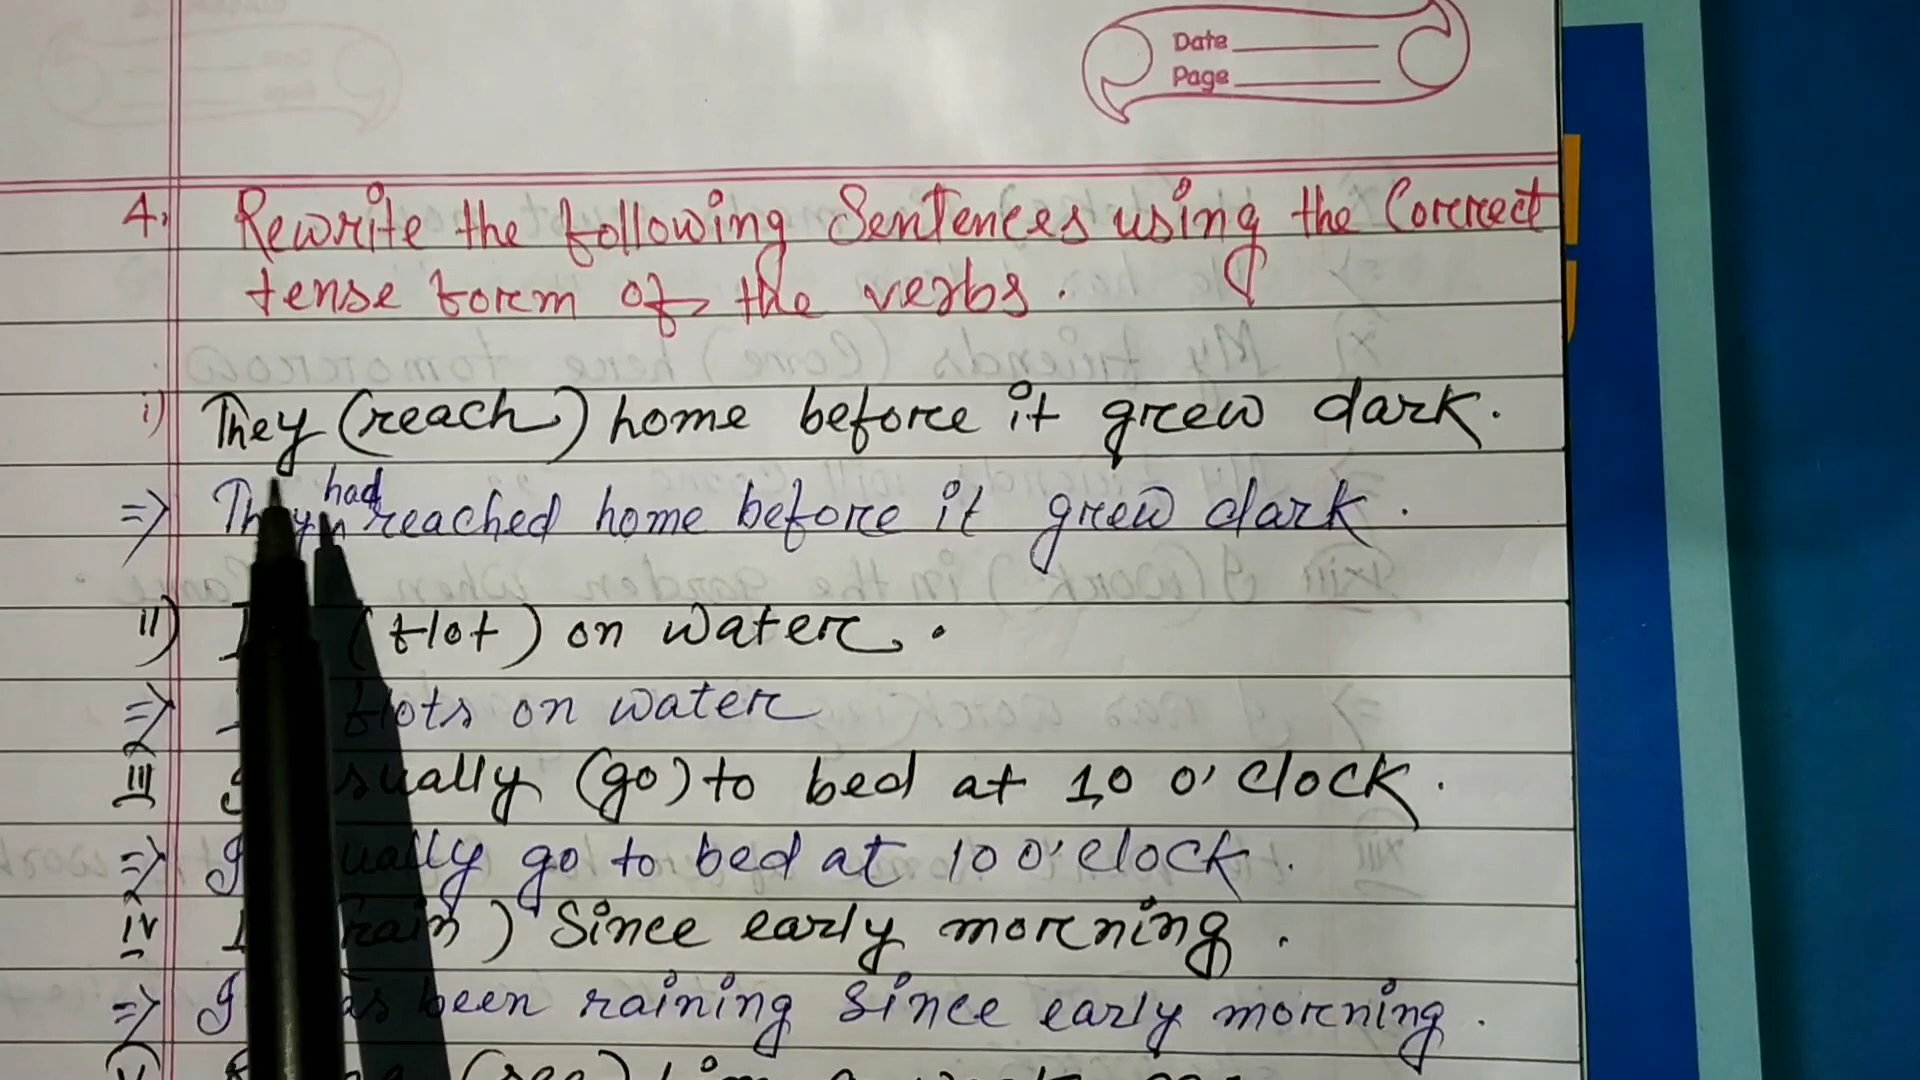 Date
Page
4. Rewrite the following Sentences using the Correct
tense form of the verbs.
i) They (reach) home before it grew dark.
had
=> They reached home before it grew dark.
ii) (flot) on water.
=> flots on water
iii (go) to bed at 10 o'clock.
=> go to bed at 10 o'clock.
iv rain) Since early morning.
=> been raining since early morning.
v (see)